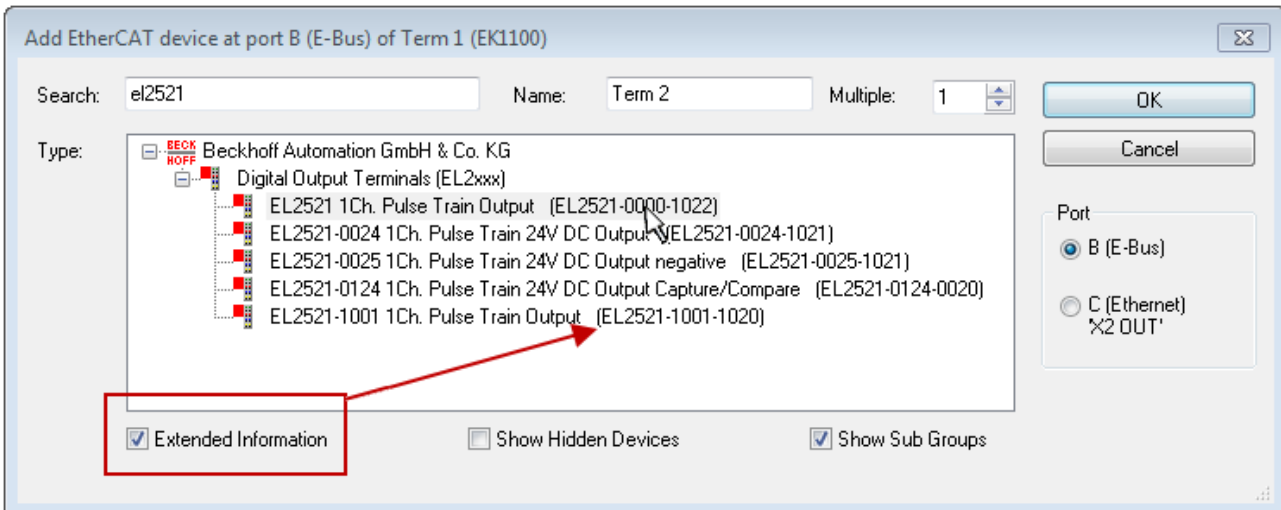 Add EtherCAT device at port B (E-Bus) of Term 1 (EK1100)
Search: el2521 Name: Term 2 Multiple: 1 OK
Type: BECKHOFF Beckhoff Automation GmbH & Co. KG Cancel
Digital Output Terminals (EL2xxx)
EL2521 1Ch. Pulse Train Output (EL2521-0000-1022) Port
EL2521-0024 1Ch. Pulse Train 24V DC Output (EL2521-0024-1021)
EL2521-0025 1Ch. Pulse Train 24V DC Output negative (EL2521-0025-1021) B (E-Bus)
EL2521-0124 1Ch. Pulse Train 24V DC Output Capture/Compare (EL2521-0124-0020)
EL2521-1001 1Ch. Pulse Train Output (EL2521-1001-1020) C (Ethernet)
'X2 OUT'
Extended Information Show Hidden Devices Show Sub Groups